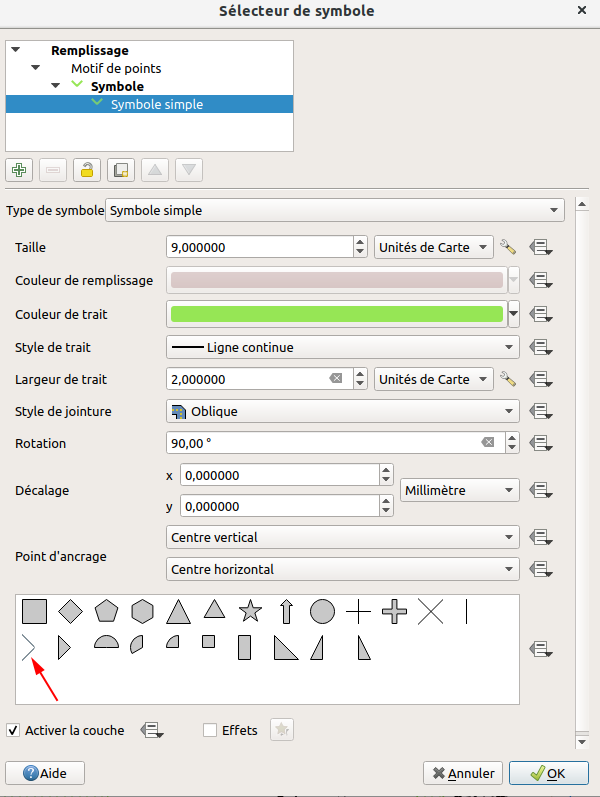 Sélecteur de symbole
Remplissage
Motif de points
Symbole
Symbole simple
Type de symbole Symbole simple
Taille 9,000000 Unités de Carte
Couleur de remplissage
Couleur de trait
Style de trait Ligne continue
Largeur de trait 2,000000 Unités de Carte
Style de jointure Oblique
Rotation 90,00 °
x 0,000000
Décalage Millimètre
y 0,000000
Centre vertical
Point d'ancrage
Centre horizontal
Activer la couche Effets
Aide Annuler OK